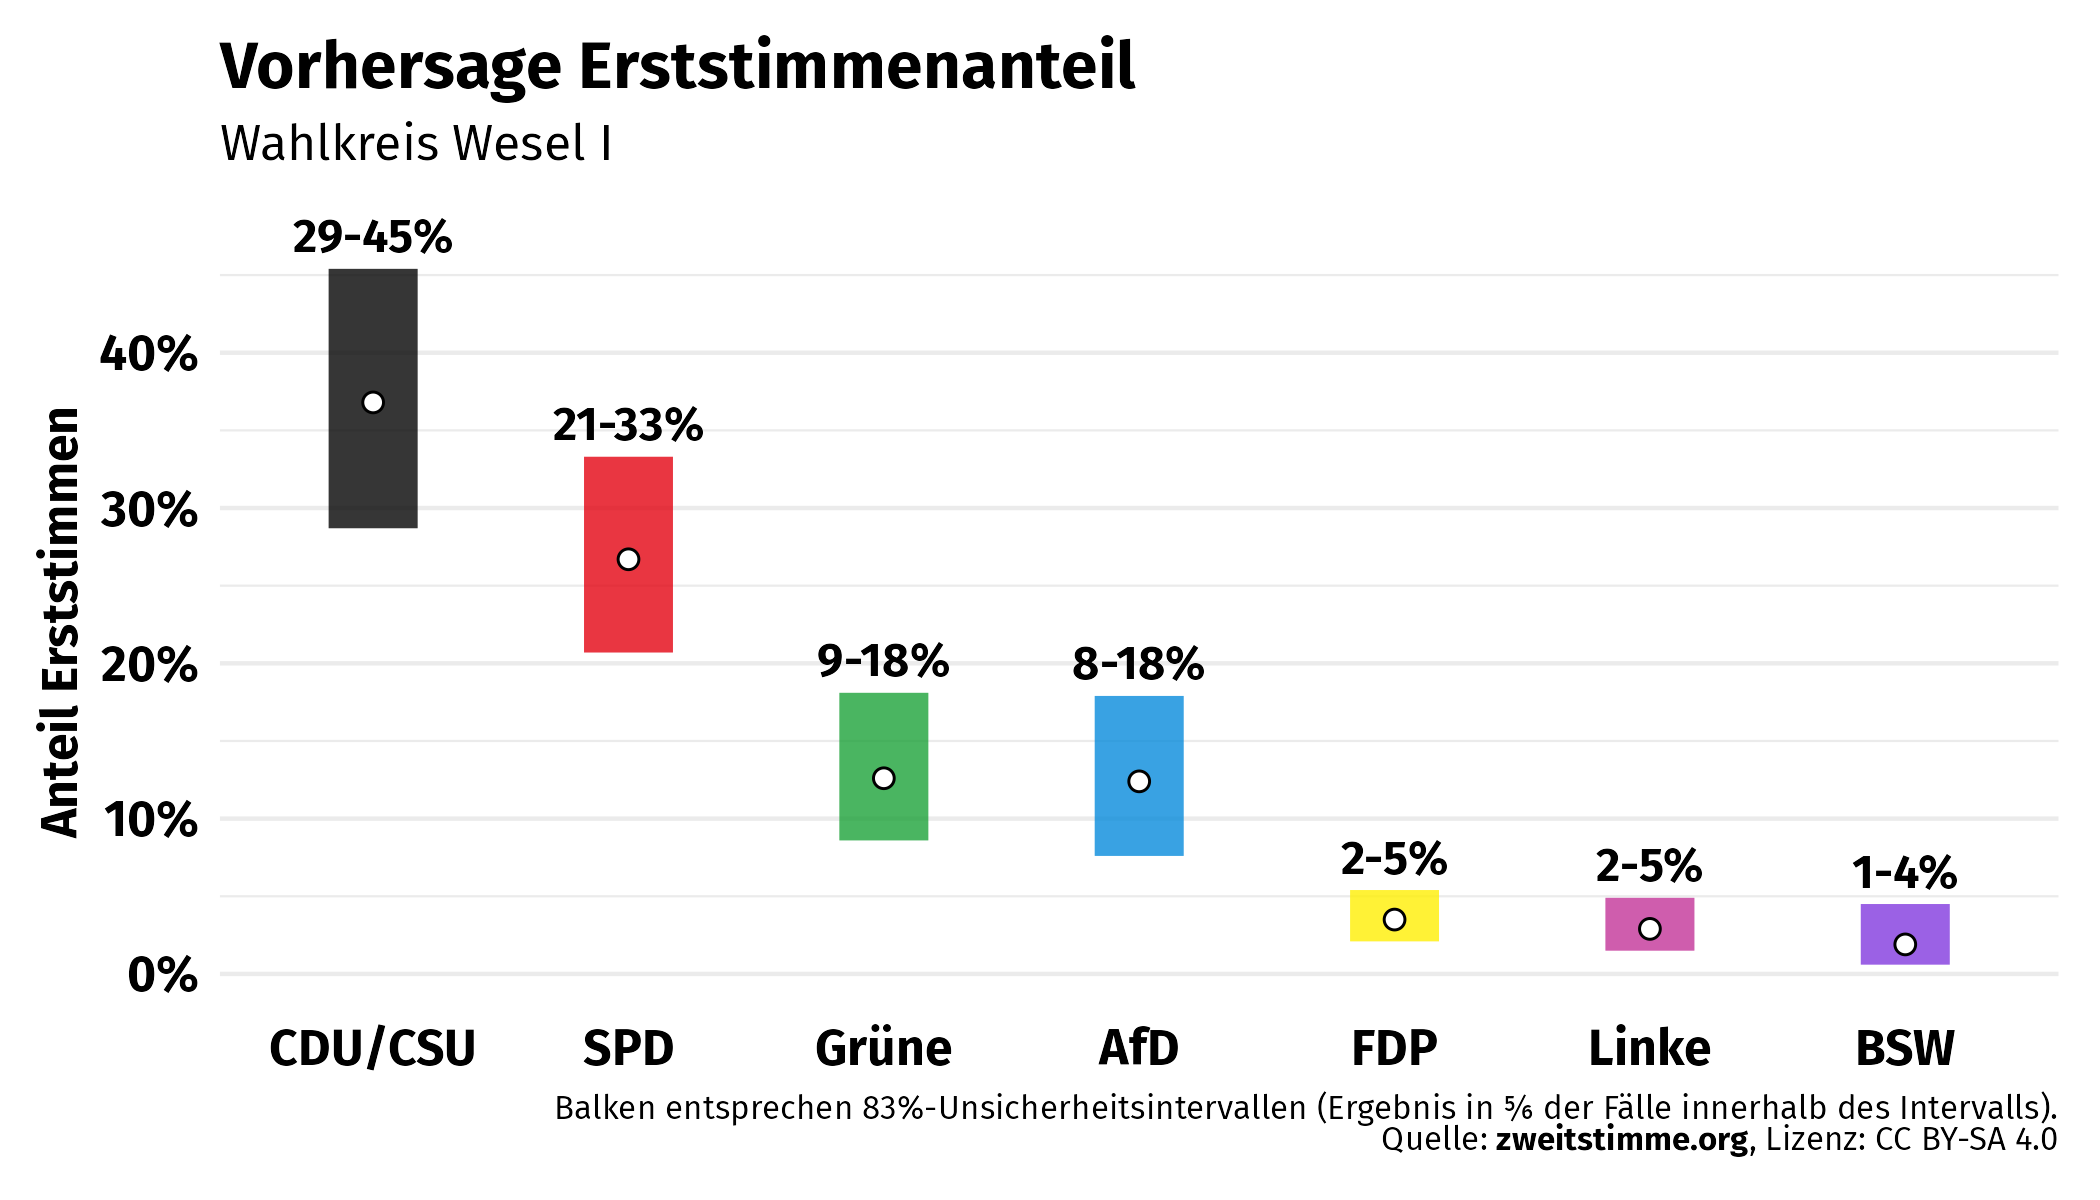 Vorhersage Erststimmenanteil
Wahlkreis Wesel I
29-45%
21-33%
9-18%
8-18%
2-5%
2-5%
1-4%
Anteil Erststimmen
40%
30%
20%
10%
0%
CDU/CSU SPD Grüne AfD FDP Linke BSW
Balken entsprechen 83%-Unsicherheitsintervallen (Ergebnis in ⅚ der Fälle innerhalb des Intervalls).
Quelle: zweitstimme.org, Lizenz: CC BY-SA 4.0